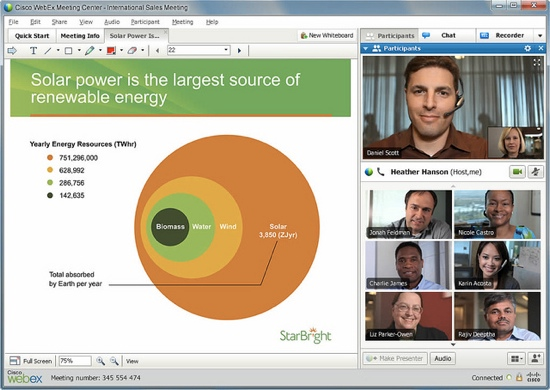 Cisco WebEx Meeting Center - International Sales Meeting
File Edit Share View Audio Participant Meeting Help
Quick Start Meeting Info Solar Power Is... New Whiteboard
T 22
Solar power is the largest source of
renewable energy
Yearly Energy Resources (TWhr)
751,296,000
628,992
286,756
142,635
Biomass Water Wind Solar
3,850 (ZJyr)
Total absorbed
by Earth per year
StarBright
Full Screen 75% View
Participants Chat Recorder
Participants
Daniel Scott
Heather Hanson (Host,me)
Jonah Feldman Nicole Castro
Charlie James Karin Acosta
Liz Parker-Owen Rajiv Deeptha
Make Presenter Audio
Cisco
webex Meeting number: 345 554 474 Connected
CISCO